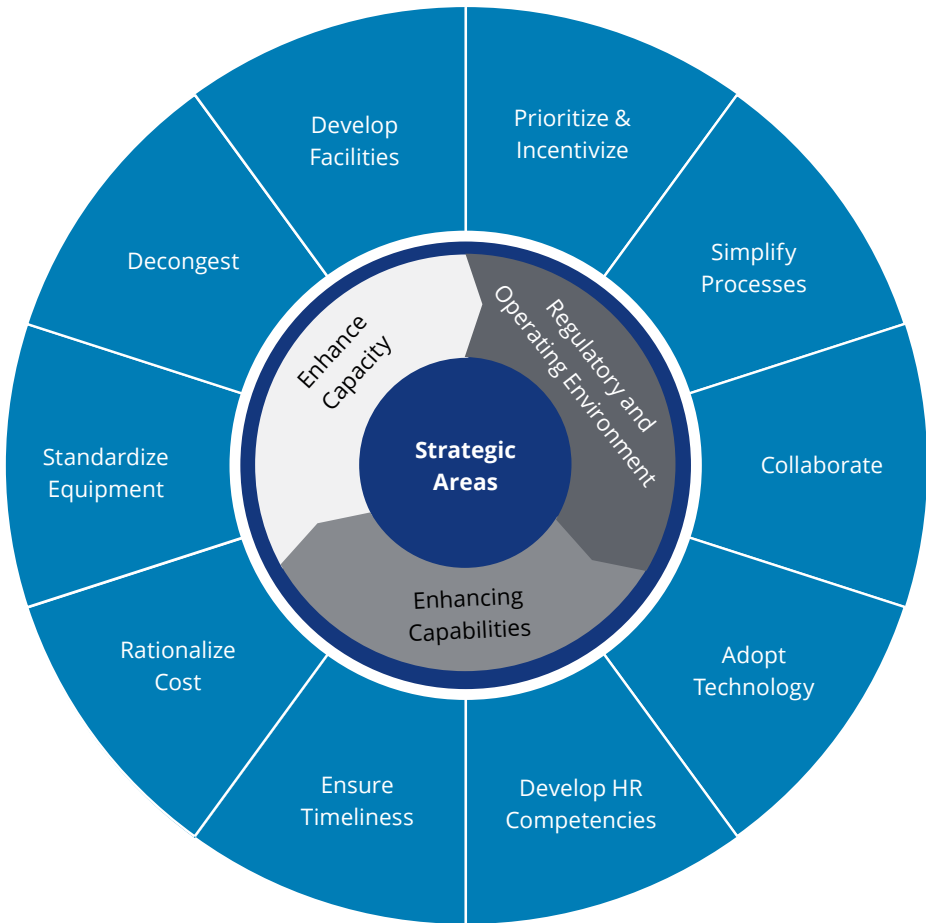 Prioritize &
Incentivize
Simplify
Processes
Collaborate
Adopt
Technology
Develop HR
Competencies
Ensure
Timeliness
Rationalize
Cost
Standardize
Equipment
Decongest
Develop
Facilities
Regulatory and
Operating Environment
Enhancing
Capabilities
Enhance
Capacity
Strategic
Areas